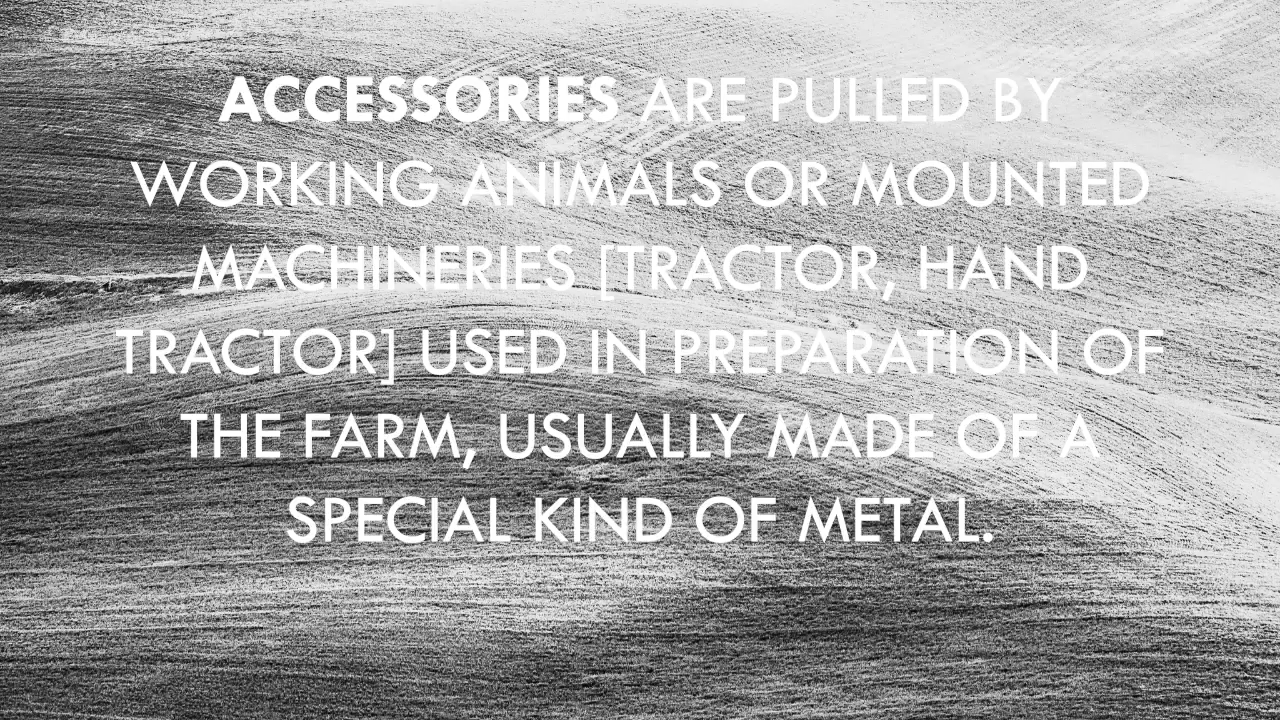 ACCESSORIES ARE PULLED BY
WORKING ANIMALS OR MOUNTED
MACHINERIES [TRACTOR, HAND
TRACTOR] USED IN PREPARATION OF
THE FARM, USUALLY MADE OF A
SPECIAL KIND OF METAL.